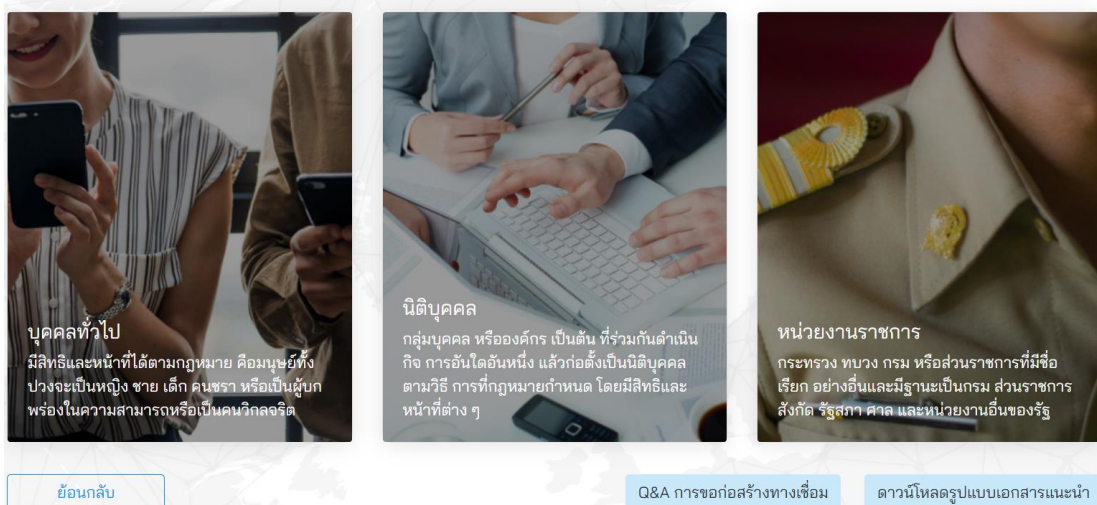 บุคคลทั่วไป
มีสิทธิและหน้าที่ได้ตามกฎหมาย คือมนุษย์ทั้ง
ปวงจะเป็นหญิง ชาย เด็ก คนชรา หรือเป็นผู้บก
พร่องในความสามารถหรือเป็นคนวิกลจริต
นิติบุคคล
กลุ่มบุคคล หรือองค์กร เป็นต้น ที่ร่วมกันดำเนิน
กิจ การอันใดอันหนึ่ง แล้วก่อตั้งเป็นนิติบุคคล
ตามวิธี การที่กฎหมายกำหนด โดยมีสิทธิและ
หน้าที่ต่าง ๆ
หน่วยงานราชการ
กระทรวง ทบวง กรม หรือส่วนราชการที่มีชื่อ
เรียก อย่างอื่นและมีฐานะเป็นกรม ส่วนราชการ
สังกัด รัฐสภา ศาล และหน่วยงานอื่นของรัฐ
ย้อนกลับ
Q&A การขอก่อสร้างทางเชื่อม
ดาวน์โหลดรูปแบบเอกสารแนะนำ